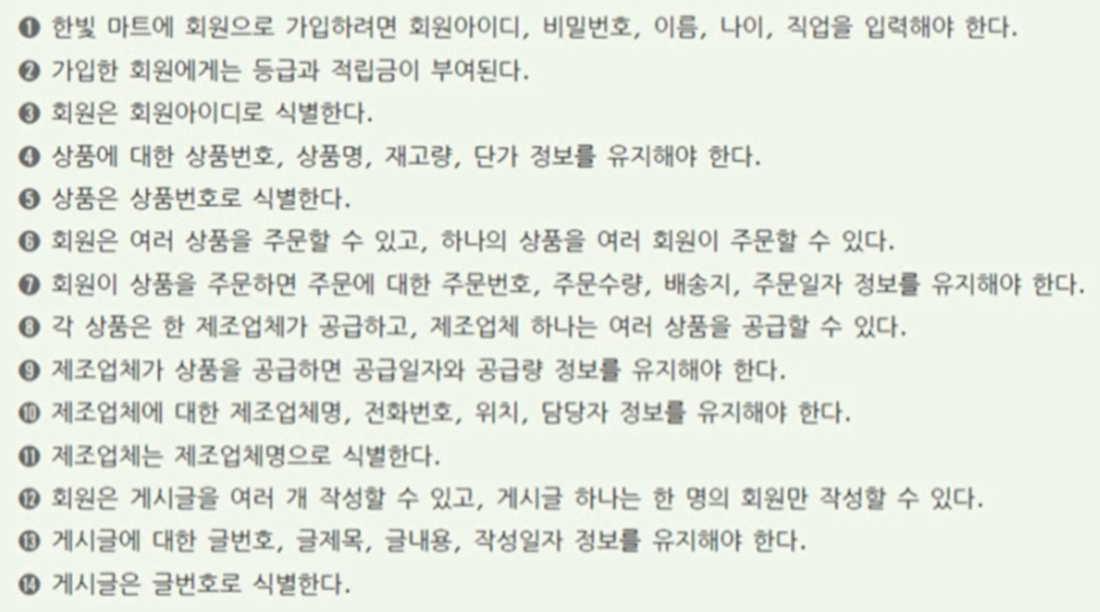 ❶ 한빛 마트에 회원으로 가입하려면 회원아이디, 비밀번호, 이름, 나이, 직업을 입력해야 한다.
❷ 가입한 회원에게는 등급과 적립금이 부여된다.
❸ 회원은 회원아이디로 식별한다.
❹ 상품에 대한 상품번호, 상품명, 재고량, 단가 정보를 유지해야 한다.
❺ 상품은 상품번호로 식별한다.
❻ 회원은 여러 상품을 주문할 수 있고, 하나의 상품을 여러 회원이 주문할 수 있다.
❼ 회원이 상품을 주문하면 주문에 대한 주문번호, 주문수량, 배송지, 주문일자 정보를 유지해야 한다.
❽ 각 상품은 한 제조업체가 공급하고, 제조업체 하나는 여러 상품을 공급할 수 있다.
❾ 제조업체가 상품을 공급하면 공급일자와 공급량 정보를 유지해야 한다.
❿ 제조업체에 대한 제조업체명, 전화번호, 위치, 담당자 정보를 유지해야 한다.
⓫ 제조업체는 제조업체명으로 식별한다.
⓬ 회원은 게시글을 여러 개 작성할 수 있고, 게시글 하나는 한 명의 회원만 작성할 수 있다.
⓭ 게시글에 대한 글번호, 글제목, 글내용, 작성일자 정보를 유지해야 한다.
⓮ 게시글은 글번호로 식별한다.